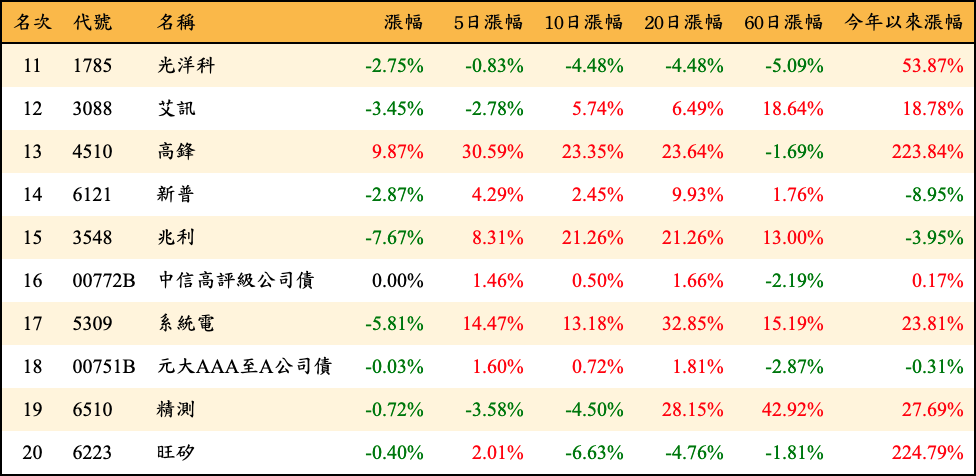 名次 代號 名稱 漲幅 5日漲幅 10日漲幅 20日漲幅 60日漲幅 今年以來漲幅
11 1785 光洋科 -2.75% -0.83% -4.48% -4.48% -5.09% 53.87%
12 3088 艾訊 -3.45% -2.78% 5.74% 6.49% 18.64% 18.78%
13 4510 高鋒 9.87% 30.59% 23.35% 23.64% -1.69% 223.84%
14 6121 新普 -2.87% 4.29% 2.45% 9.93% 1.76% -8.95%
15 3548 兆利 -7.67% 8.31% 21.26% 21.26% 13.00% -3.95%
16 00772B 中信高評級公司債 0.00% 1.46% 0.50% 1.66% -2.19% 0.17%
17 5309 系統電 -5.81% 14.47% 13.18% 32.85% 15.19% 23.81%
18 00751B 元大AAA至A公司債 -0.03% 1.60% 0.72% 1.81% -2.87% -0.31%
19 6510 精測 -0.72% -3.58% -4.50% 28.15% 42.92% 27.69%
20 6223 旺矽 -0.40% 2.01% -6.63% -4.76% -1.81% 224.79%